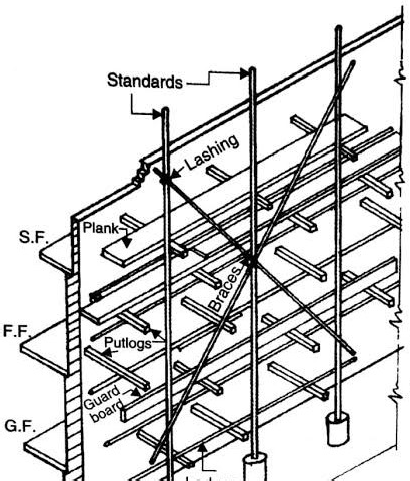 Standards
Lashing
S.F.
Plank
Braces
F.F.
Putlogs
Guard
board
G.F.